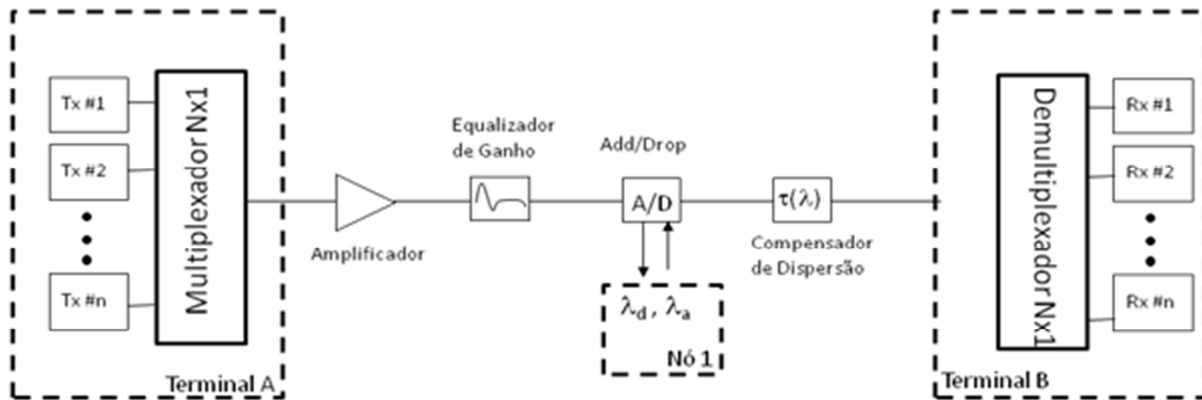 Tx #1
Tx #2
Tx #n
Multiplexador Nx1
Terminal A
Amplificador
Equalizador
de Ganho
Add/Drop
A/D
λd , λa
Nó 1
τ(λ)
Compensador
de Dispersão
Demultiplexador Nx1
Rx #1
Rx #2
Rx #n
Terminal B